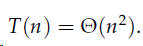 T(n) = Θ(n²).